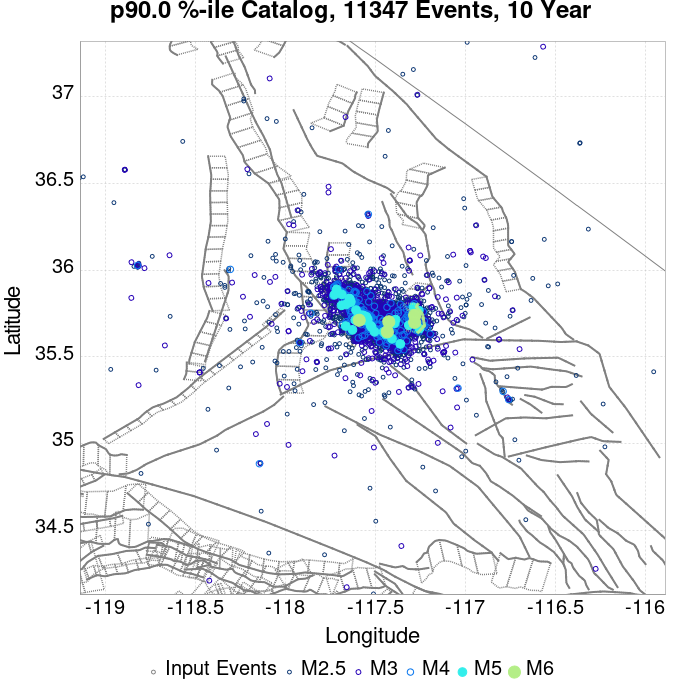 p90.0 %-ile Catalog, 11347 Events, 10 Year
37
36.5
36
35.5
35
34.5
Latitude
-119 -118.5 -118 -117.5 -117 -116.5 -116
Longitude
Input Events M2.5 M3 M4 M5 M6